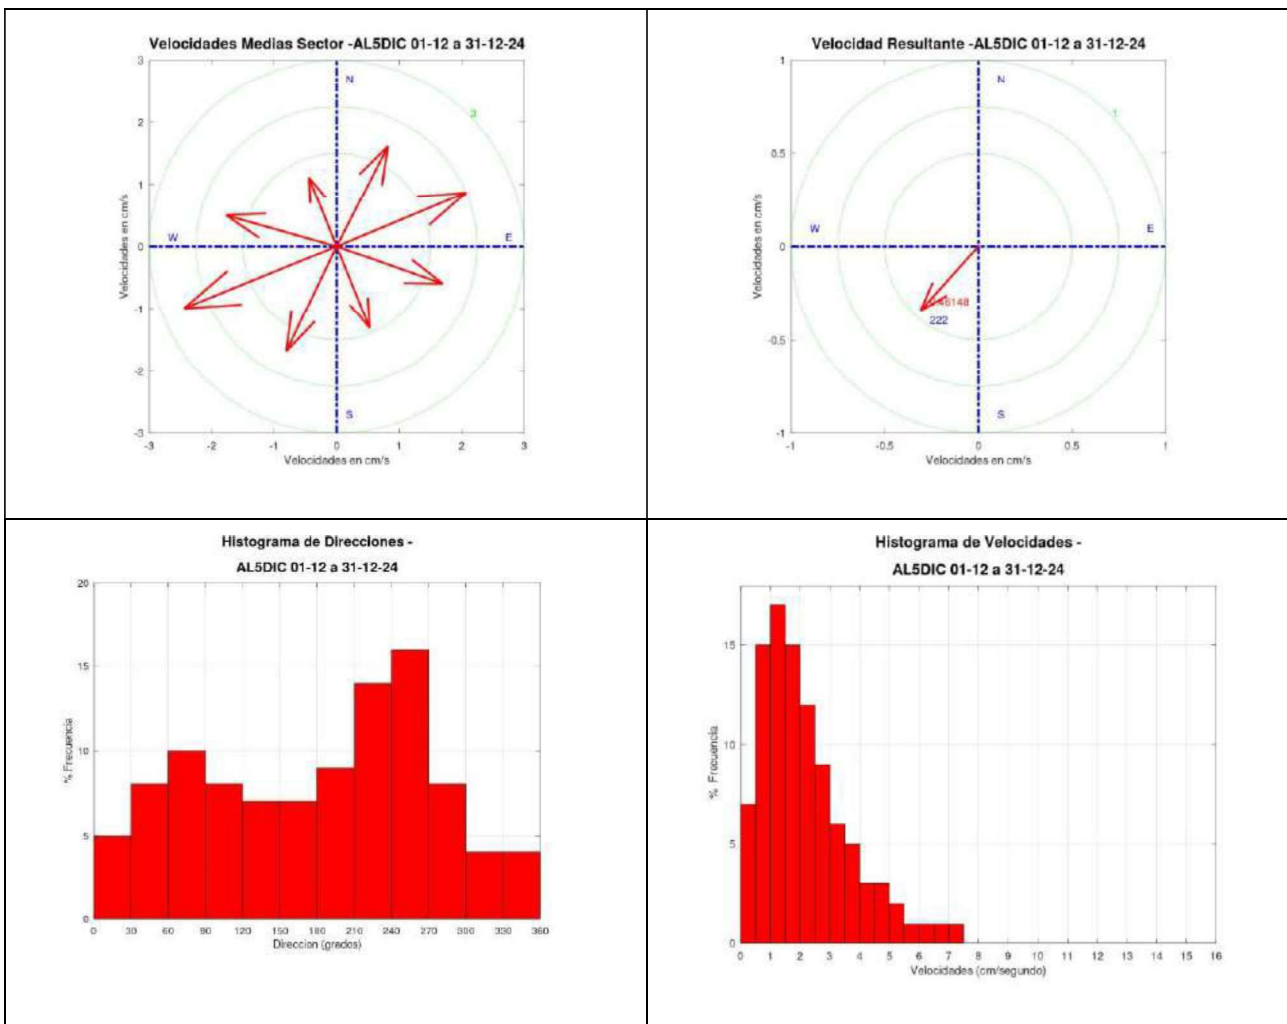 Velocidades Medias Sector -AL5DIC 01-12 a 31-12-24
3
2
1
0
-1
-2
-3
-3
-2
-1
0
1
2
3
N
3
W
E
S
Velocidades en cm/s
Velocidades en cm/s
Velocidad Resultante -AL5DIC 01-12 a 31-12-24
1
0.5
0
-0.5
-1
-1
-0.5
0
0.5
1
N
1
W
E
222
S
Velocidades en cm/s
Velocidades en cm/s
Histograma de Direcciones -
AL5DIC 01-12 a 31-12-24
20
15
10
5
0
0 30 60 90 120 150 180 210 240 270 300 330 360
% Frecuencia
Direccion (grados)
Histograma de Velocidades -
AL5DIC 01-12 a 31-12-24
15
10
5
0
0 1 2 3 4 5 6 7 8 9 10 11 12 13 14 15 16
% Frecuencia
Velocidades (cm/segundo)